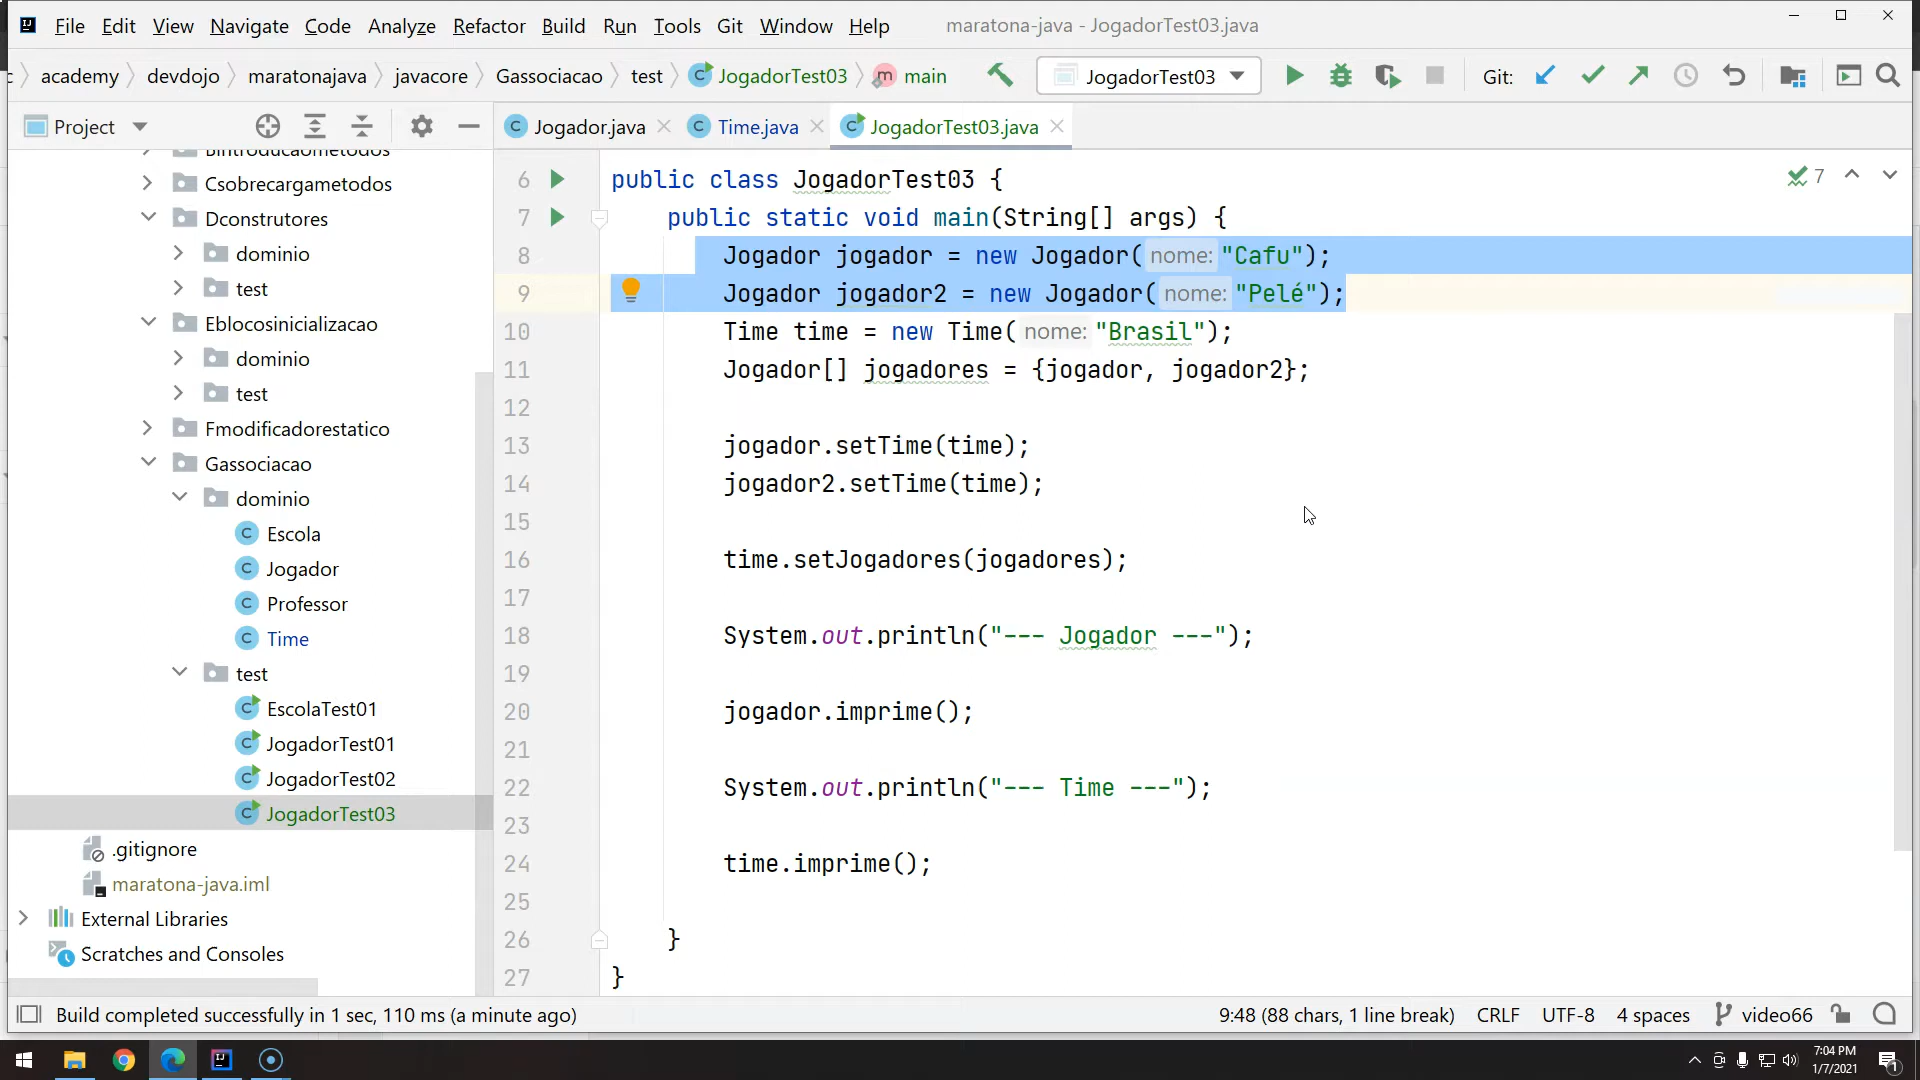 File Edit View Navigate Code Analyze Refactor Build Run Tools Git Window Help maratona-java - JogadorTest03.java
academy devdojo maratonajava javacore Gassociacao test JogadorTest03 main JogadorTest03 Git:
Project Jogador.java Time.java JogadorTest03.java
Bintroducaometodos
Csobrecargametodos
Dconstrutores
dominio
test
Eblocosinicializacao
dominio
test
Fmodificadorestatico
Gassociacao
dominio
Escola
Jogador
Professor
Time
test
EscolaTest01
JogadorTest01
JogadorTest02
JogadorTest03
.gitignore
maratona-java.iml
External Libraries
Scratches and Consoles
7
6 public class JogadorTest03 {
7 public static void main(String[] args) {
8 Jogador jogador = new Jogador( nome: "Cafu");
9 Jogador jogador2 = new Jogador( nome: "Pelé");
10 Time time = new Time( nome: "Brasil");
11 Jogador[] jogadores = {jogador, jogador2};
12
13 jogador.setTime(time);
14 jogador2.setTime(time);
15
16 time.setJogadores(jogadores);
17
18 System.out.println("--- Jogador ---");
19
20 jogador.imprime();
21
22 System.out.println("--- Time ---");
23
24 time.imprime();
25
26 }
27 }
Build completed successfully in 1 sec, 110 ms (a minute ago) 9:48 (88 chars, 1 line break) CRLF UTF-8 4 spaces video66
7:04 PM
1/7/2021
1